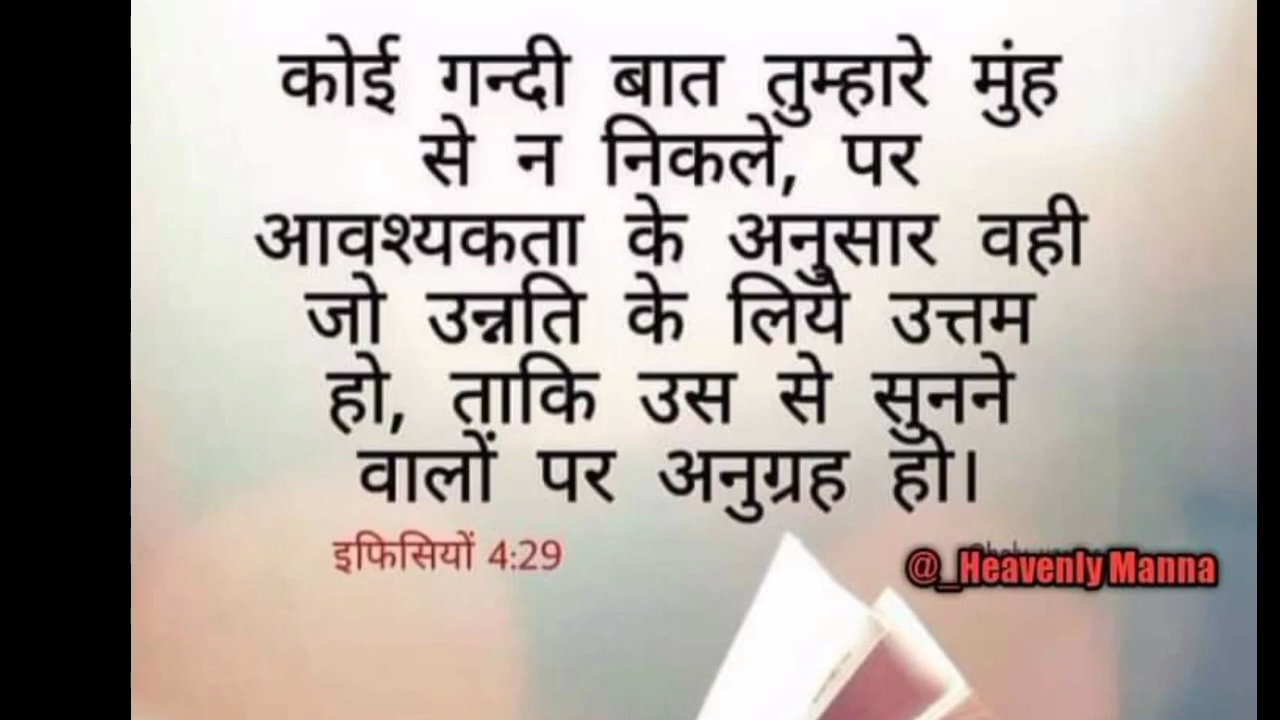 कोई गन्दी बात तुम्हारे मुंह
से न निकले, पर
आवश्यकता के अनुसार वही
जो उन्नति के लिये उत्तम
हो, ताकि उस से सुनने
वालों पर अनुग्रह हो।
इफिसियों 4:29
@_Heavenly Manna